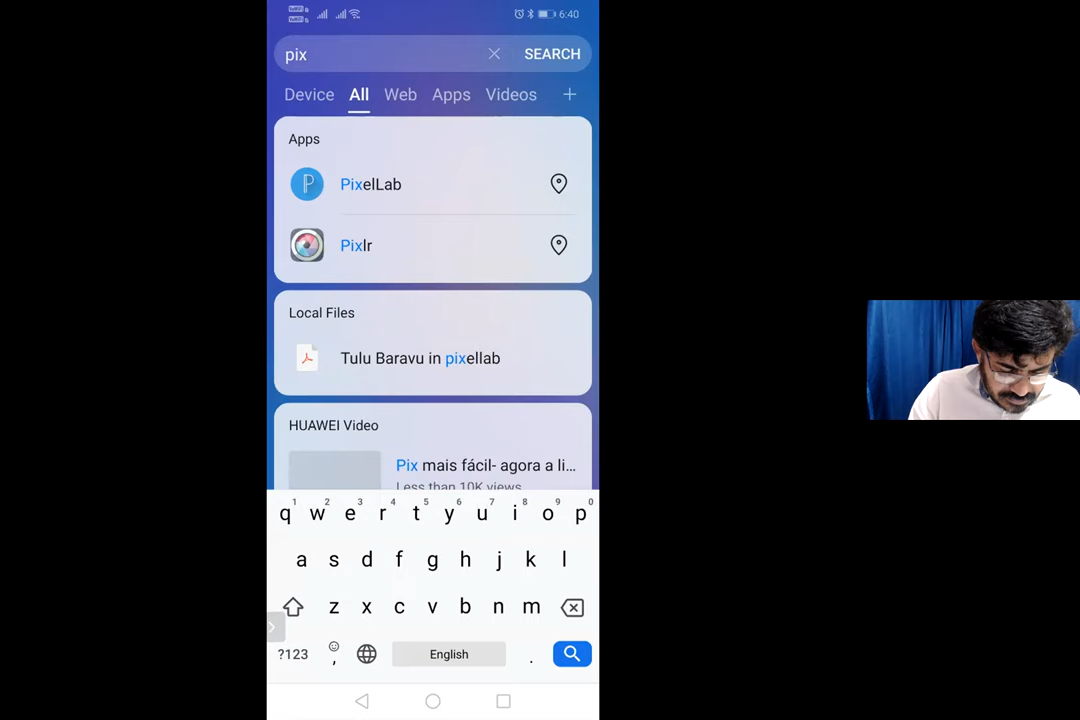 6:40
pix
SEARCH
Device All Web Apps Videos +
Apps
PixelLab
Pixlr
Local Files
Tulu Baravu in pixellab
HUAWEI Video
Pix mais fácil- agora a li...
Less than 10K views
1 2 3 4 5 6 7 8 9 0
q w e r t y u i o p
a s d f g h j k l
z x c v b n m
?123 , English .